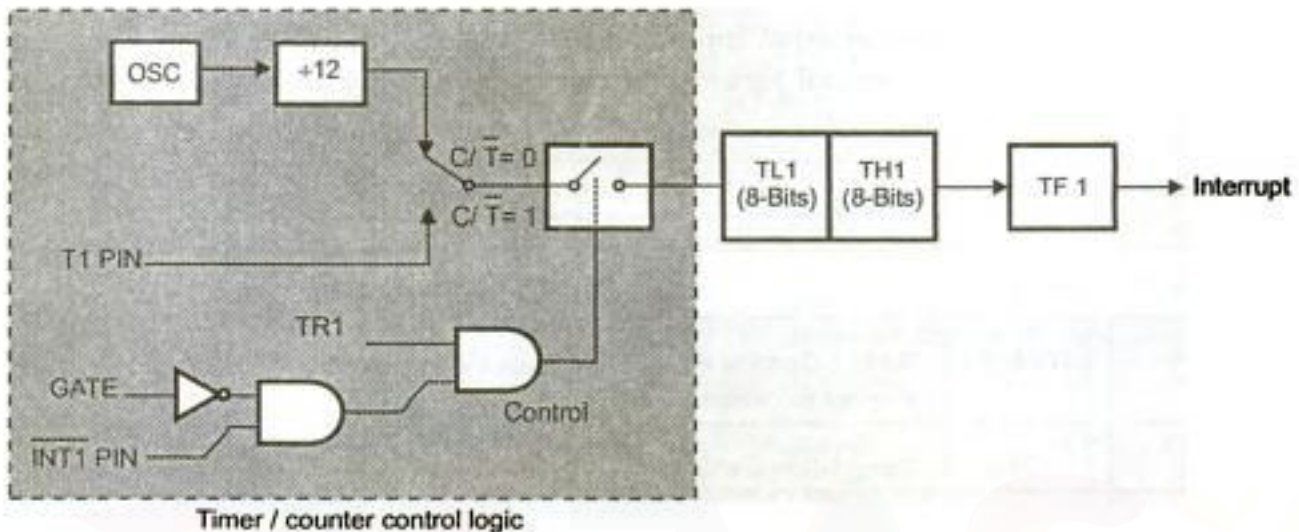 OSC
÷12
C/T̅= 0
C/T̅= 1
T1 PIN
TR1
GATE
I̅N̅T̅1̅ PIN
Control
TL1
(8-Bits)
TH1
(8-Bits)
TF 1
Interrupt
Timer / counter control logic